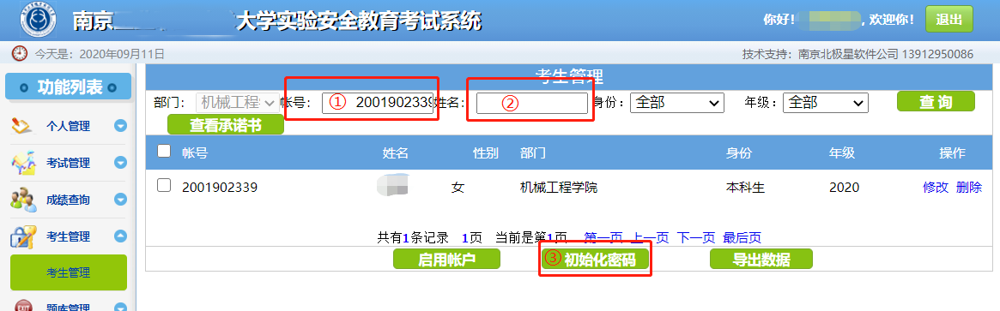 南京 大学实验安全教育考试系统
你好! , 欢迎你! 退出
今天是: 2020年09月11日
技术支持: 南京北极星软件公司 13912950086
功能列表
个人管理
考试管理
成绩查询
考生管理
考生管理
题库管理
考生管理
部门: 机械工程 帐号: ① 2001902339 姓名: ② 身份: 全部 年级: 全部 查 询
查看承诺书
帐号 姓名 性别 部门 身份 年级 操作
2001902339 女 机械工程学院 本科生 2020 修改 删除
共有1条记录 1页 当前是第1页 第一页 上一页 下一页 最后页
启用帐户 ③ 初始化密码 导出数据